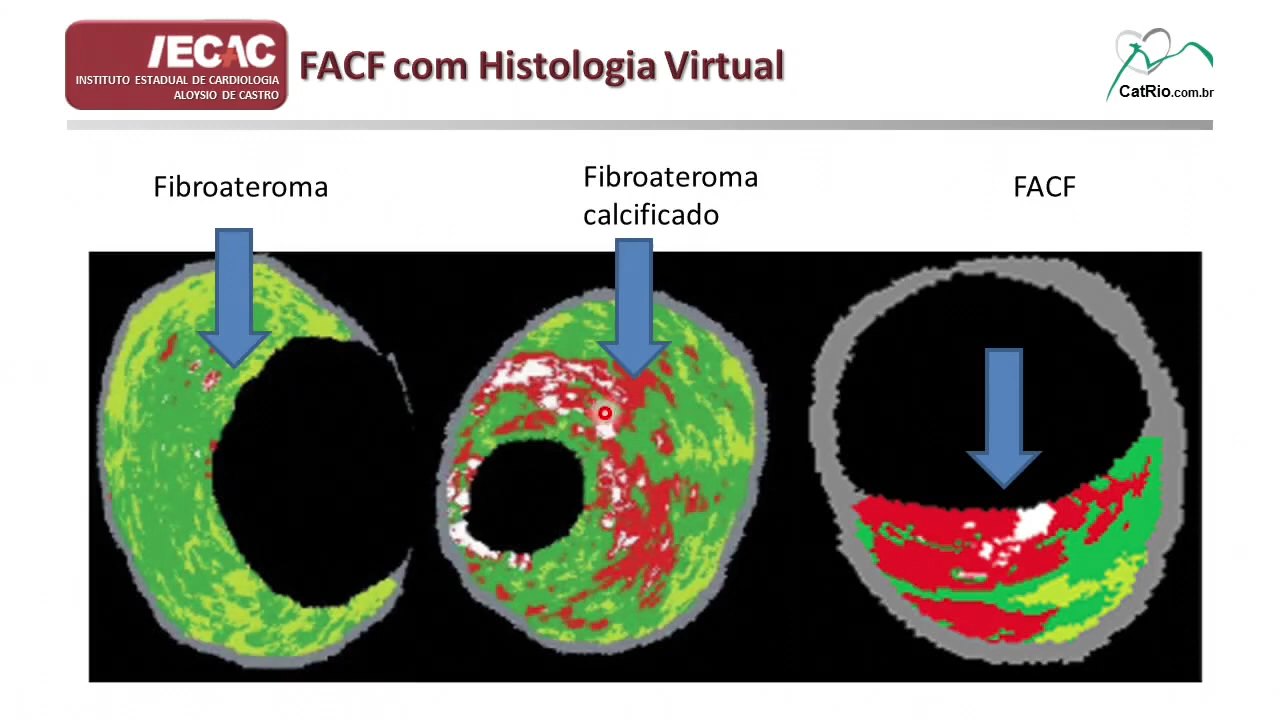 IECAC
INSTITUTO ESTADUAL DE CARDIOLOGIA
ALOYSIO DE CASTRO
FACF com Histologia Virtual
CatRio.com.br
Fibroateroma
Fibroateroma
calcificado
FACF